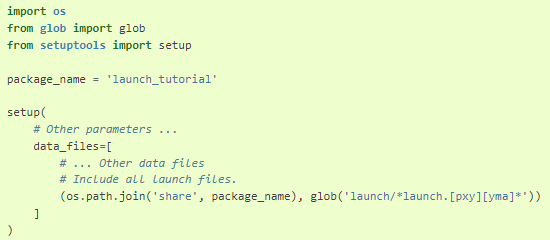 import os
from glob import glob
from setuptools import setup

package_name = 'launch_tutorial'

setup(
    # Other parameters ...
    data_files=[
        # ... Other data files
        # Include all launch files.
        (os.path.join('share', package_name), glob('launch/*launch.[pxy][yma]*'))
    ]
)